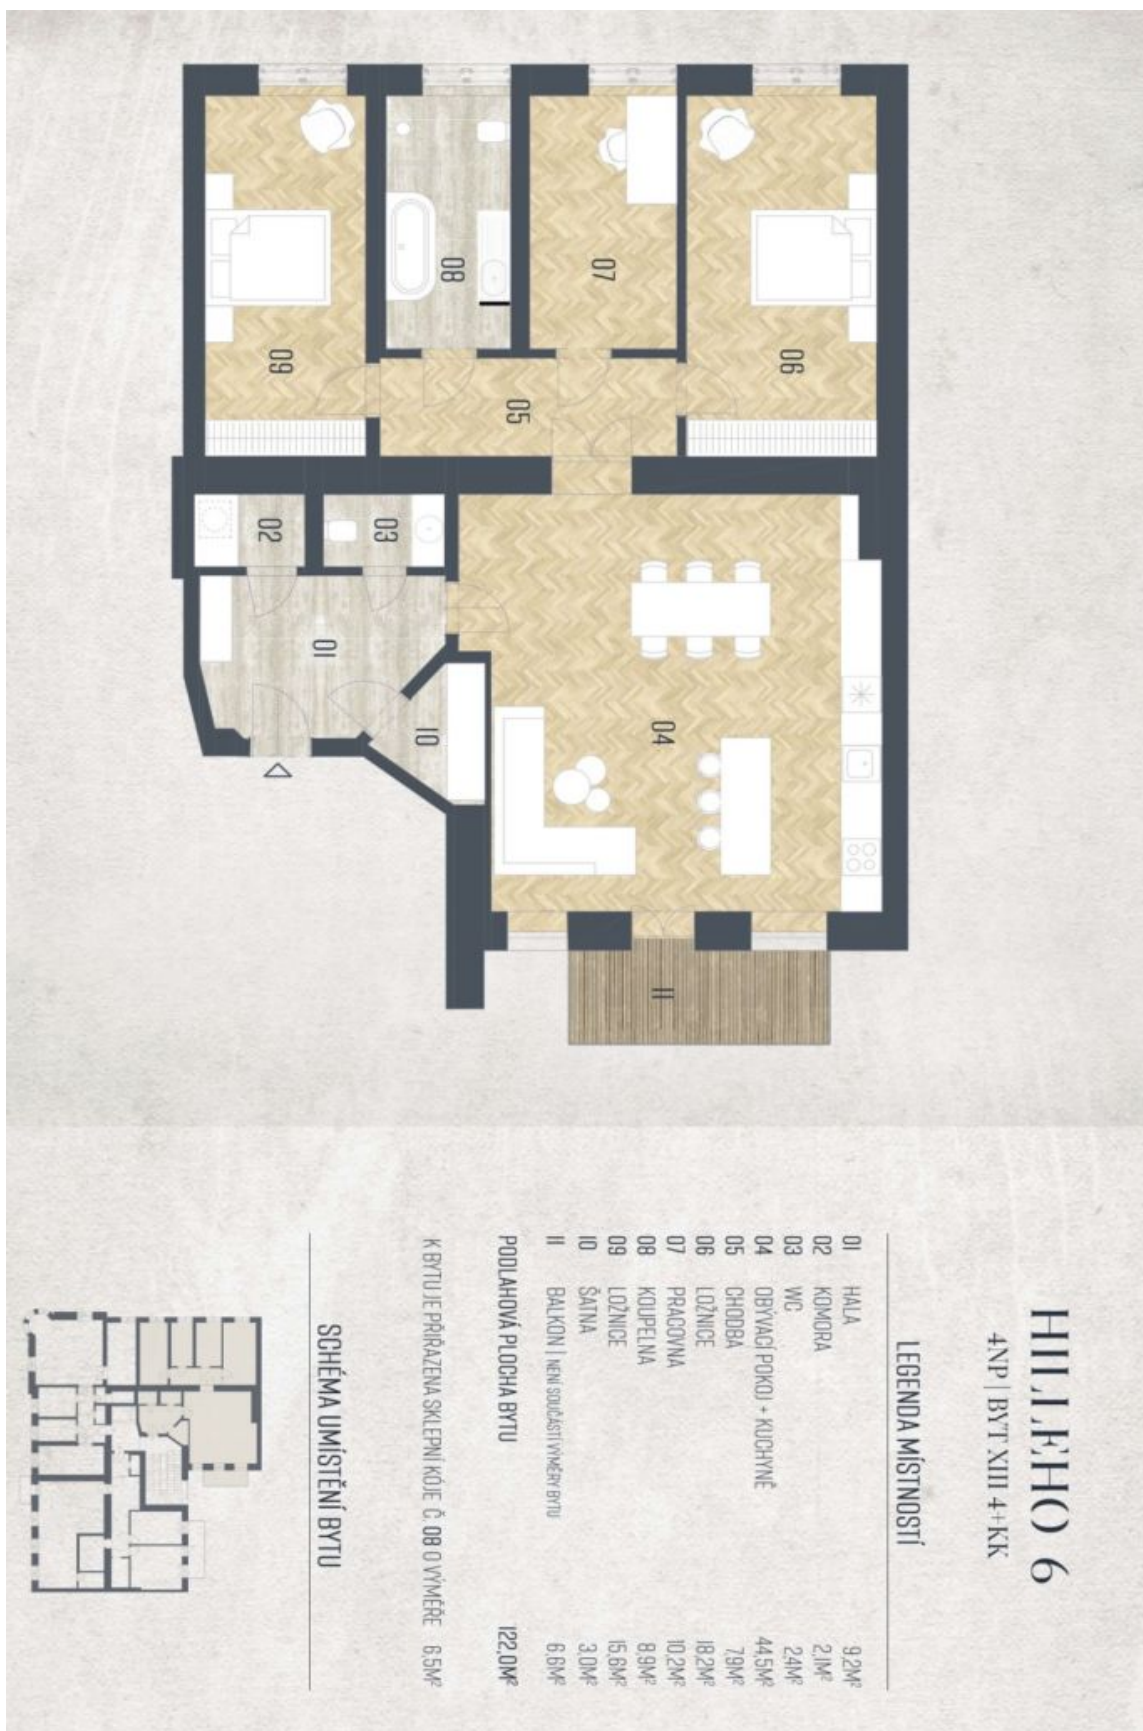 HILLEHO 6
4NP | BYT XIII 4+KK
LEGENDA MÍSTNOSTÍ
01 HALA 9,2M²
02 KOMORA 2,1M²
03 WC 2,4M²
04 OBÝVACÍ POKOJ + KUCHYNĚ 44,5M²
05 CHODBA 7,9M²
06 LOŽNICE 18,2M²
07 PRACOVNA 10,2M²
08 KOUPELNA 8,9M²
09 LOŽNICE 15,6M²
10 ŠATNA 3,0M²
11 BALKON | NENÍ SOUČÁSTÍ VÝMĚRY BYTU 6,6M²
PODLAHOVÁ PLOCHA BYTU 122,0M²
K BYTU JE PŘIŘAZENA SKLEPNÍ KÓJE Č. 08 O VÝMĚŘE 6,5M²
SCHÉMA UMÍSTĚNÍ BYTU
06
07
08
09
05
04
03
02
01
10
11